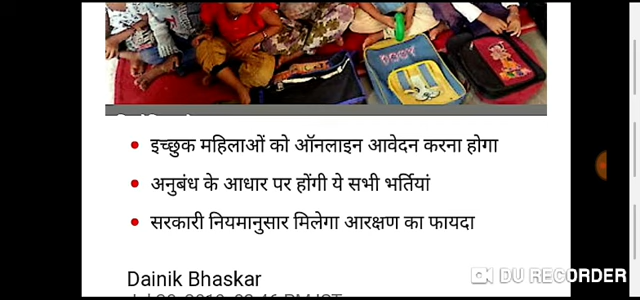 इच्छुक महिलाओं को ऑनलाइन आवेदन करना होगा
अनुबंध के आधार पर होंगी ये सभी भर्तियां
सरकारी नियमानुसार मिलेगा आरक्षण का फायदा
Dainik Bhaskar
DU RECORDER